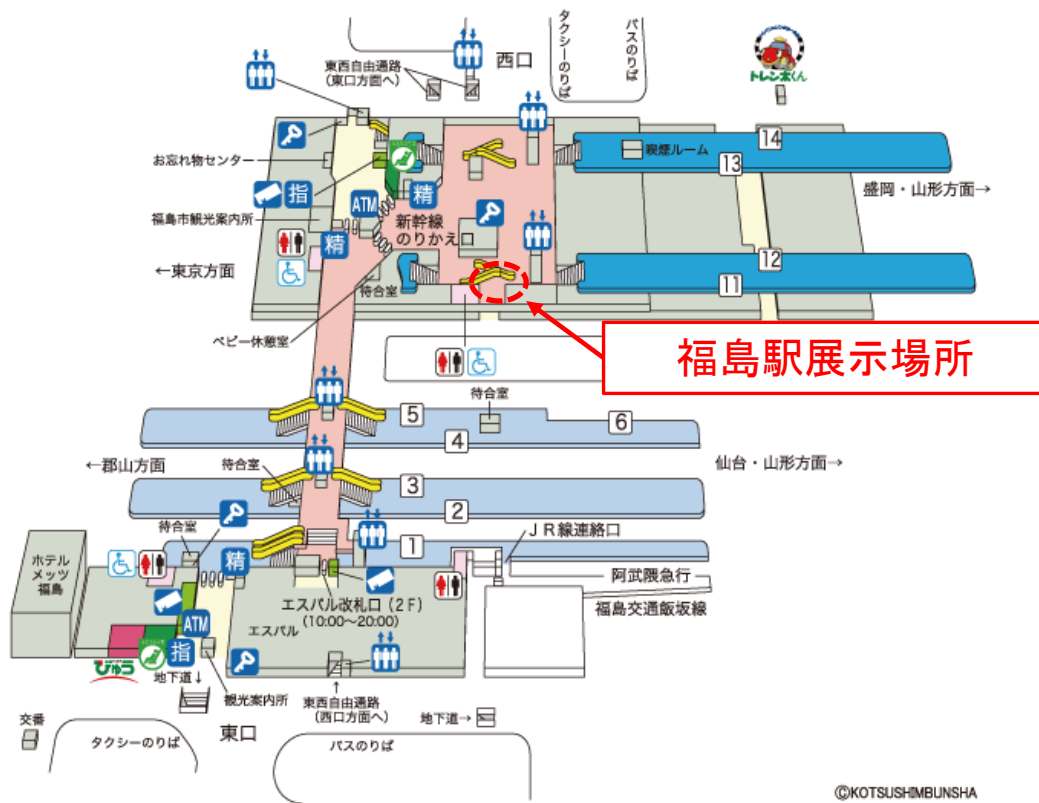 西口
タクシーのりば
バスのりば
トレン太くん
東西自由通路
(東口方面へ)
お忘れ物センター
指
ATM
精
福島市観光案内所
精
新幹線
のりかえ口
喫煙ルーム
14
13
盛岡・山形方面→
←東京方面
待合室
12
11
ベビー休憩室
福島駅展示場所
待合室
5
6
4
←郡山方面
待合室
仙台・山形方面→
3
2
待合室
1
JR線連絡口
ホテル
メッツ
福島
精
阿武隈急行
福島交通飯坂線
エスパル改札口(2F)
(10:00～20:00)
エスパル
ATM
指
びゅう
地下道↓
観光案内所
東西自由通路
(西口方面へ)
地下道→
交番
東口
タクシーのりば
バスのりば
©KOTSUSHIMBUNSHA